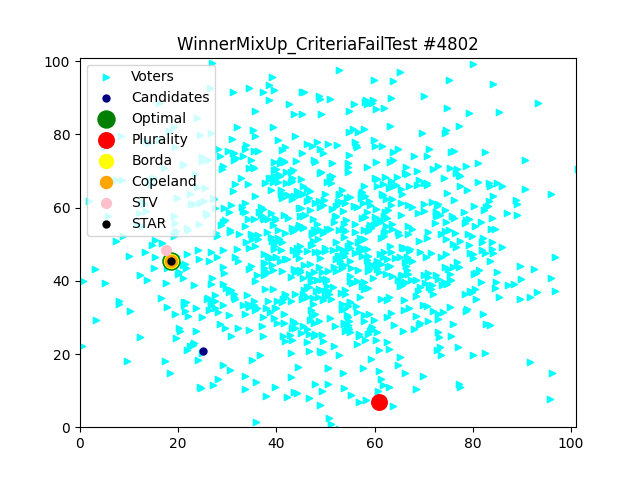 WinnerMixUp_CriteriaFailTest #4802
100
80
60
40
20
0
Voters
Candidates
Optimal
Plurality
Borda
Copeland
STV
STAR
0 20 40 60 80 100